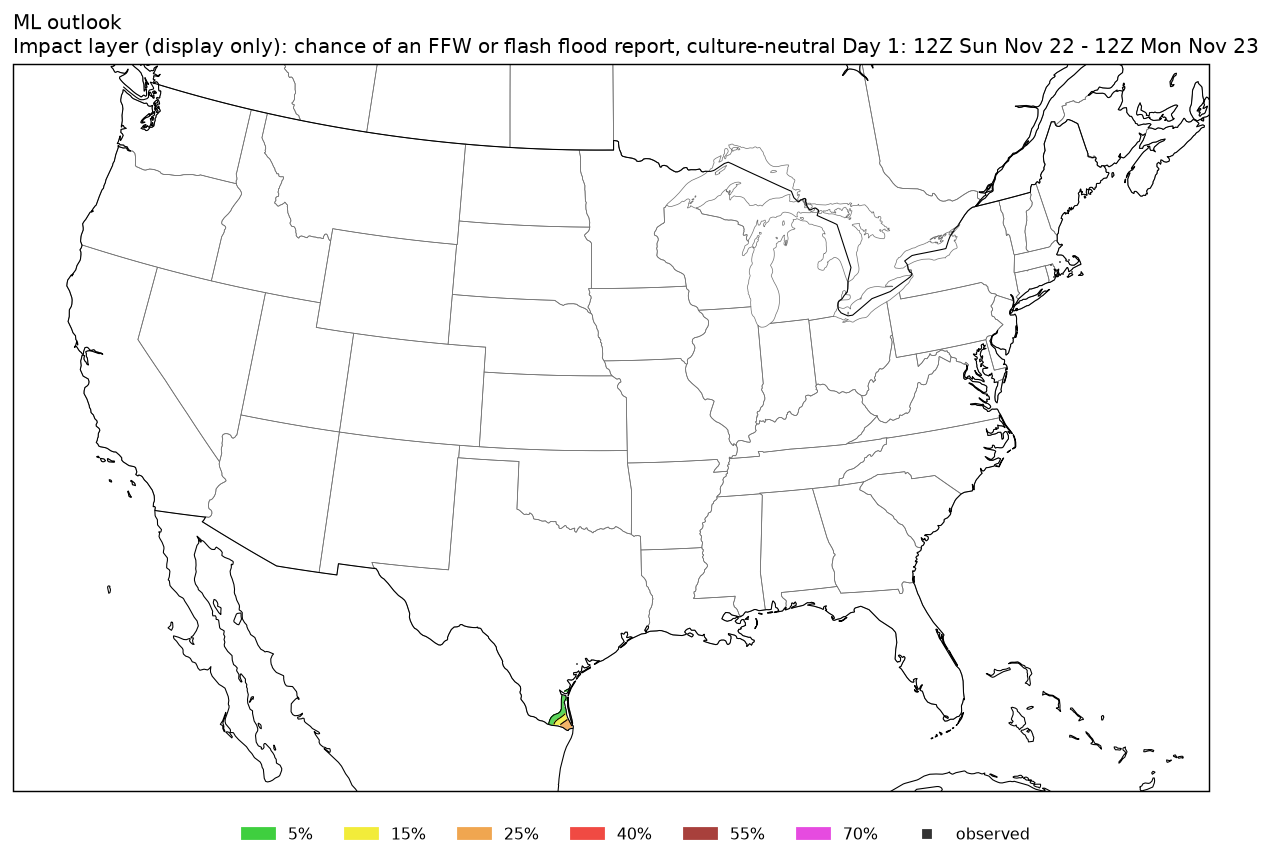 ML outlook
Impact layer (display only): chance of an FFW or flash flood report, culture-neutral Day 1: 12Z Sun Nov 22 - 12Z Mon Nov 23
5% 15% 25% 40% 55% 70% observed